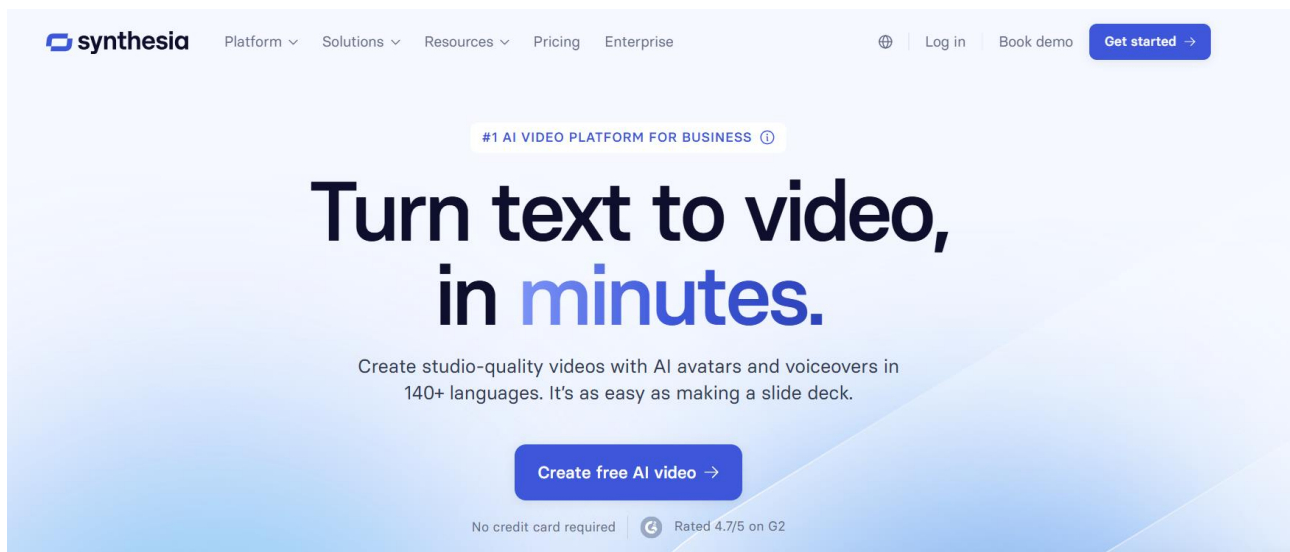 synthesia
Platform
Solutions
Resources
Pricing
Enterprise
Log in
Book demo
Get started →
#1 AI VIDEO PLATFORM FOR BUSINESS
Turn text to video,
in minutes.
Create studio-quality videos with AI avatars and voiceovers in
140+ languages. It's as easy as making a slide deck.
Create free AI video →
No credit card required
Rated 4.7/5 on G2